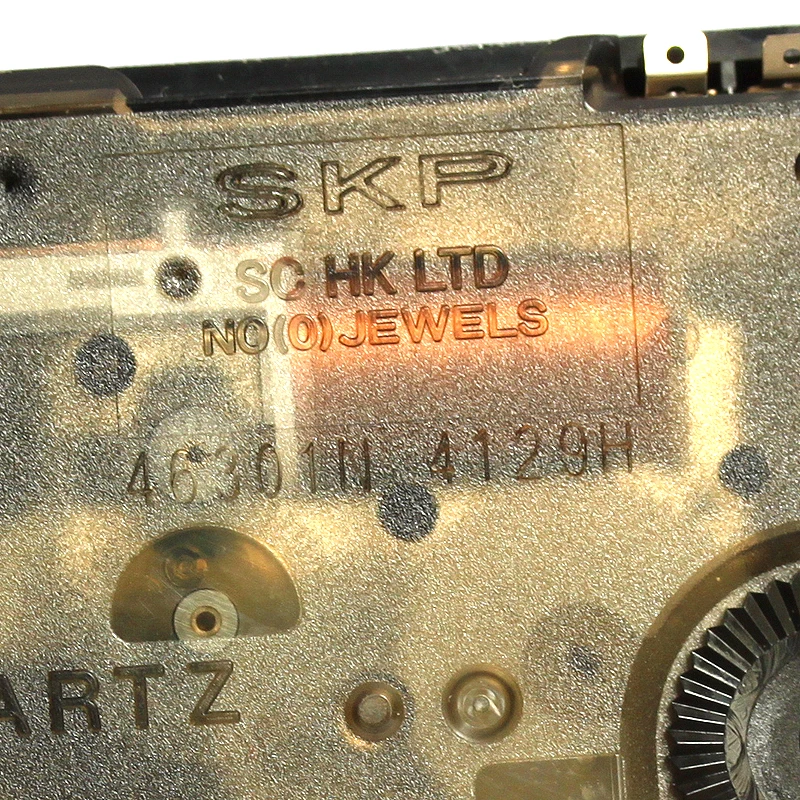 SKP
SC HK LTD
NO(0)JEWELS
46301N 4129H
ARTZ